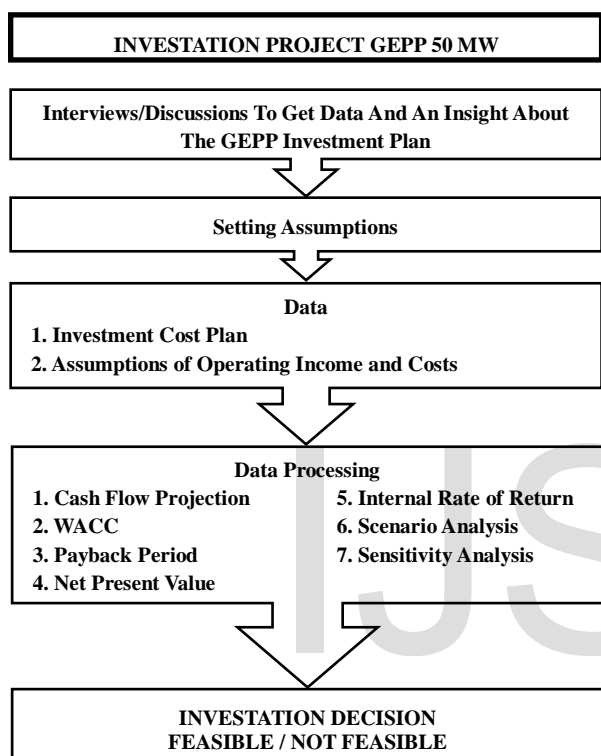 INVESTATION PROJECT GEPP 50 MW
Interviews/Discussions To Get Data And An Insight About
The GEPP Investment Plan
Setting Assumptions
Data
1. Investment Cost Plan
2. Assumptions of Operating Income and Costs
Data Processing
1. Cash Flow Projection
2. WACC
3. Payback Period
4. Net Present Value
5. Internal Rate of Return
6. Scenario Analysis
7. Sensitivity Analysis
IJS
INVESTATION DECISION
FEASIBLE / NOT FEASIBLE